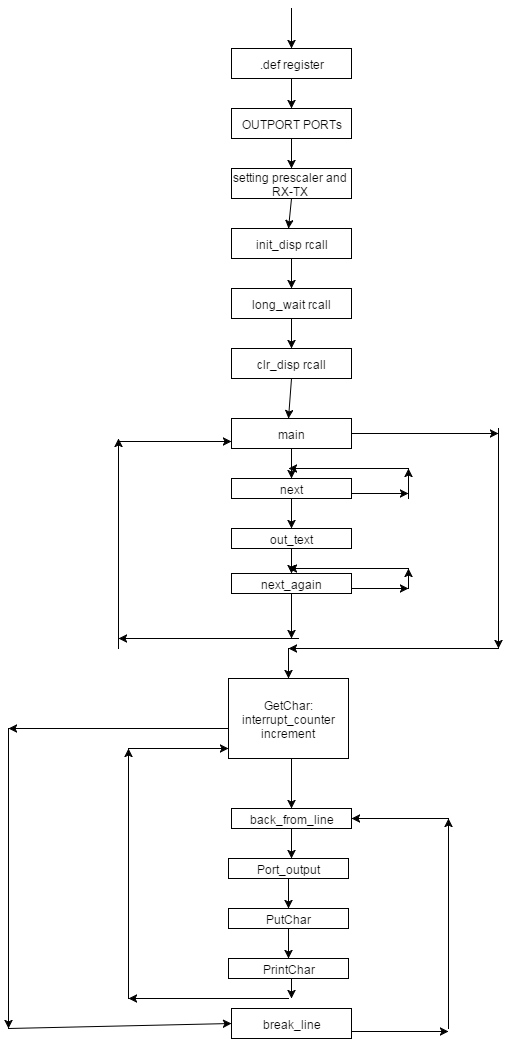 .def register
OUTPORT PORTs
setting prescaler and
RX-TX
init_disp rcall
long_wait rcall
clr_disp rcall
main
next
out_text
next_again
GetChar:
interrupt_counter
increment
back_from_line
Port_output
PutChar
PrintChar
break_line